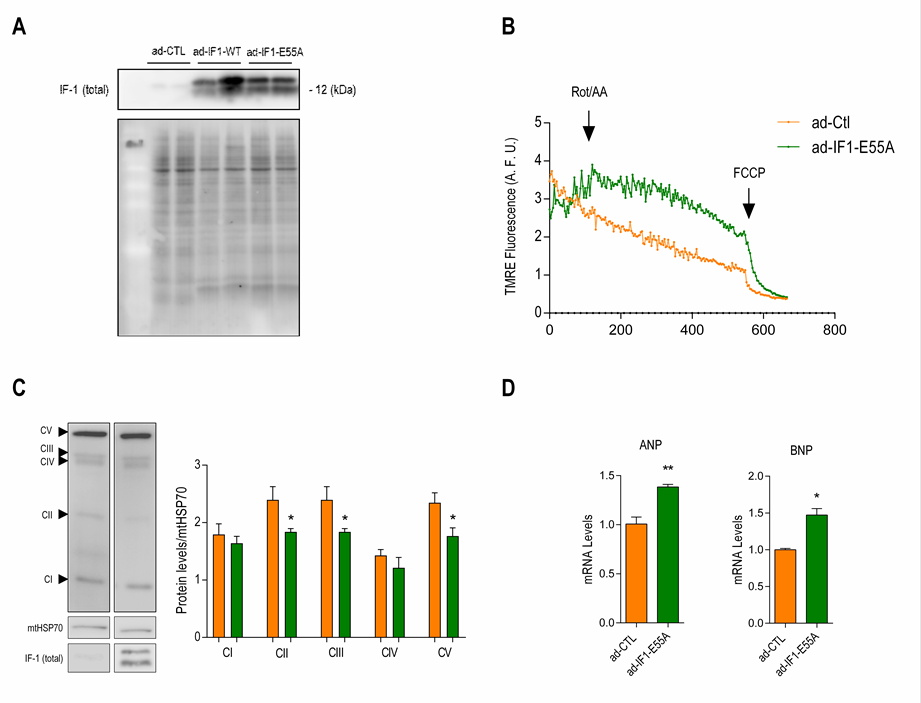 A
ad-CTL ad-IF1-WT ad-IF1-E55A
IF-1 (total)
- 12 (kDa)
B
Rot/AA
ad-Ctl
ad-IF1-E55A
FCCP
TMRE Fluorescence (A. F. U.)
5
4
3
2
1
0
0 200 400 600 800
C
CV
CIII
CIV
CII
CI
mtHSP70
IF-1 (total)
Protein levels/mtHSP70
3
2
1
0
* * *
CI CII CIII CIV CV
D
ANP
mRNA Levels
1.5
1.0
0.5
0.0
**
ad-CTL
ad-IF1-E55A
BNP
mRNA Levels
2.0
1.5
1.0
0.5
0.0
*
ad-CTL
ad-IF1-E55A